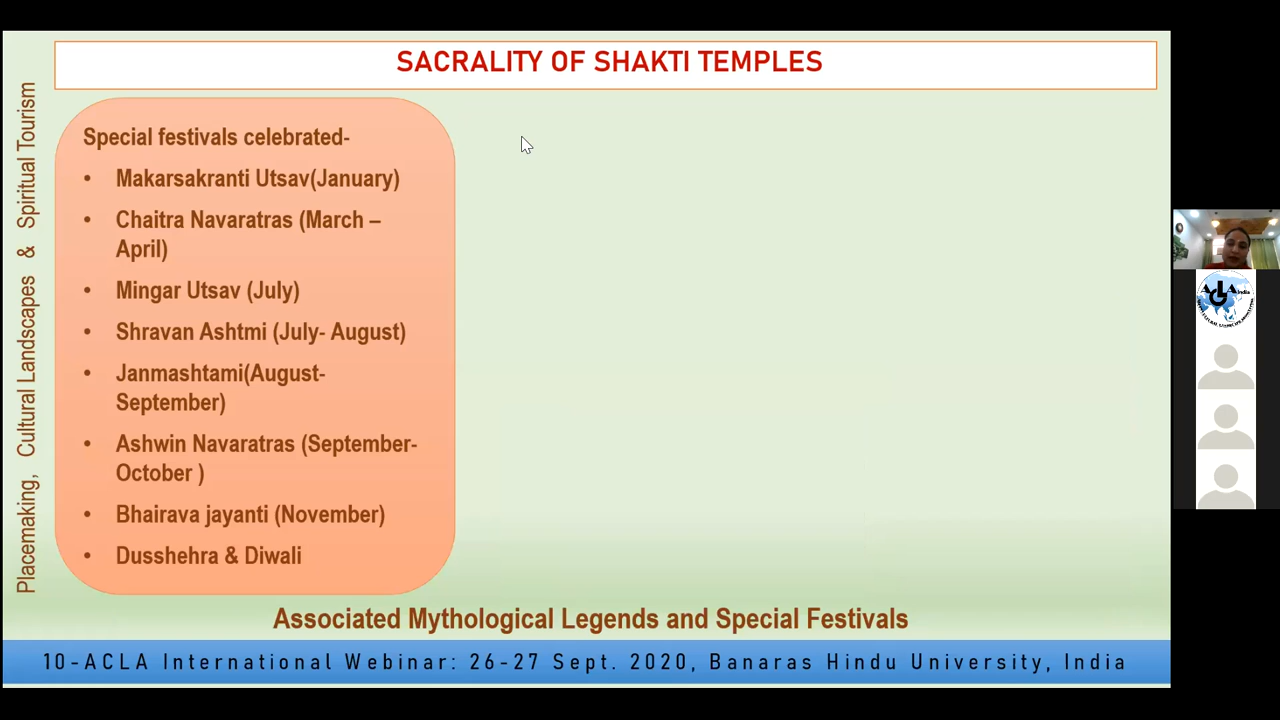 SACRALITY OF SHAKTI TEMPLES
Placemaking, Cultural Landscapes & Spiritual Tourism
Special festivals celebrated-
• Makarsakranti Utsav(January)
• Chaitra Navaratras (March –
April)
• Mingar Utsav (July)
• Shravan Ashtmi (July- August)
• Janmashtami(August-
September)
• Ashwin Navaratras (September-
October )
• Bhairava jayanti (November)
• Dusshehra & Diwali
Associated Mythological Legends and Special Festivals
10-ACLA International Webinar: 26-27 Sept. 2020, Banaras Hindu University, India
ACLA
India